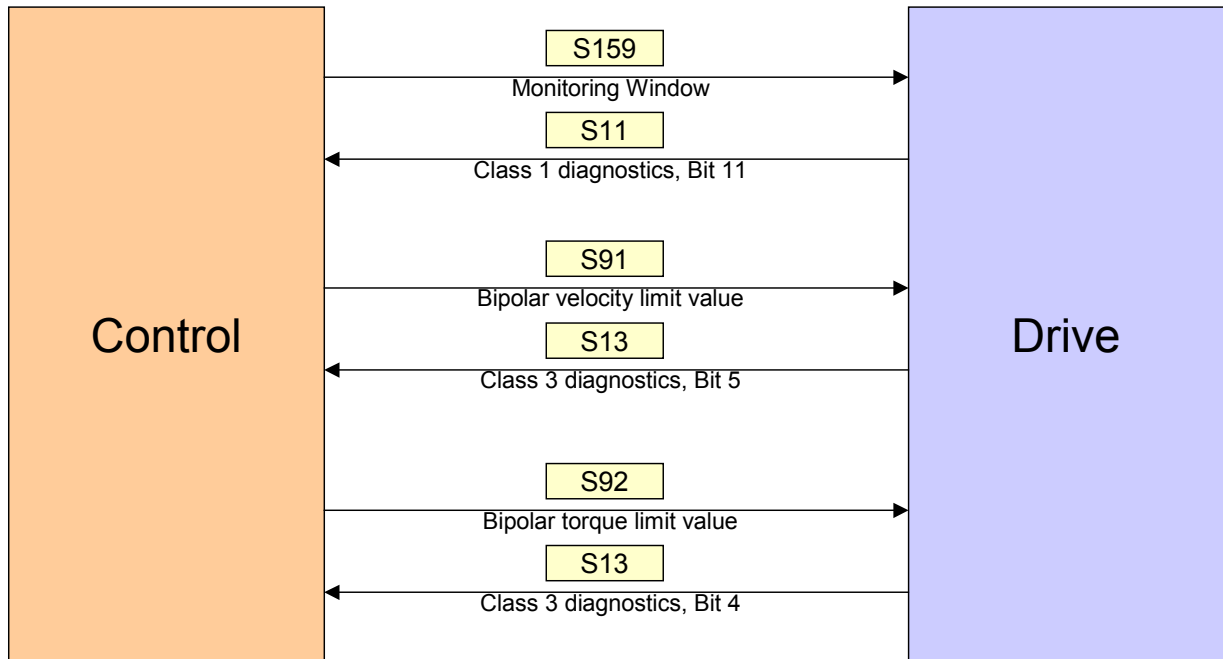 S159
Monitoring Window
S11
Class 1 diagnostics, Bit 11
S91
Bipolar velocity limit value
Control
Drive
S13
Class 3 diagnostics, Bit 5
S92
Bipolar torque limit value
S13
Class 3 diagnostics, Bit 4